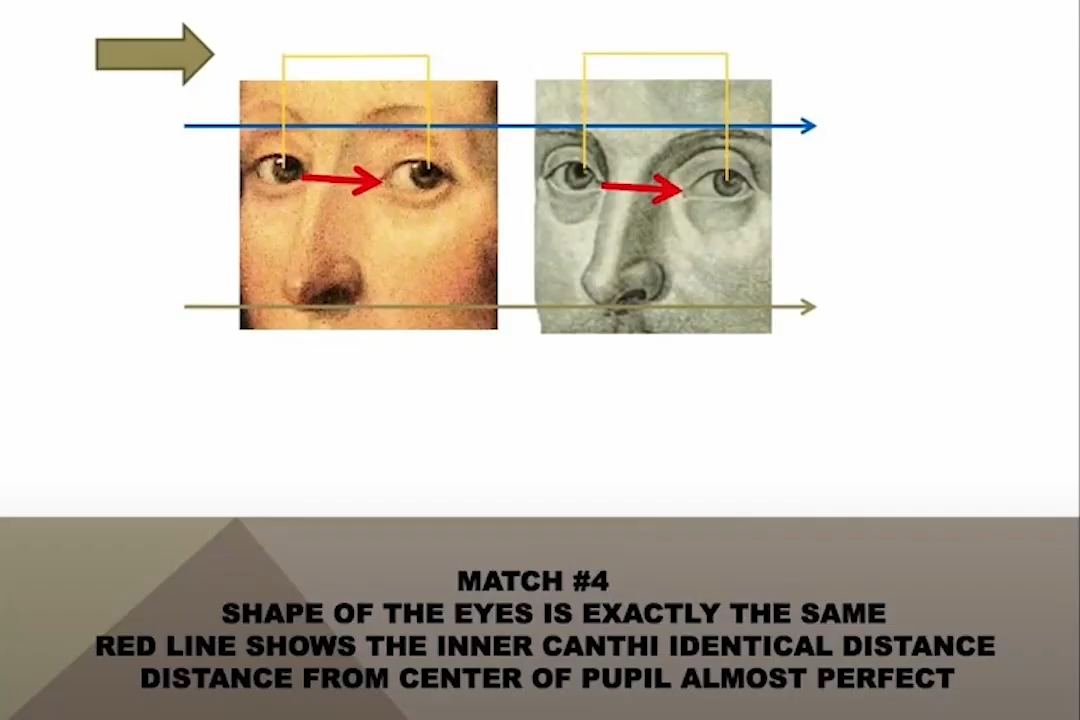 MATCH #4
SHAPE OF THE EYES IS EXACTLY THE SAME
RED LINE SHOWS THE INNER CANTHI IDENTICAL DISTANCE
DISTANCE FROM CENTER OF PUPIL ALMOST PERFECT